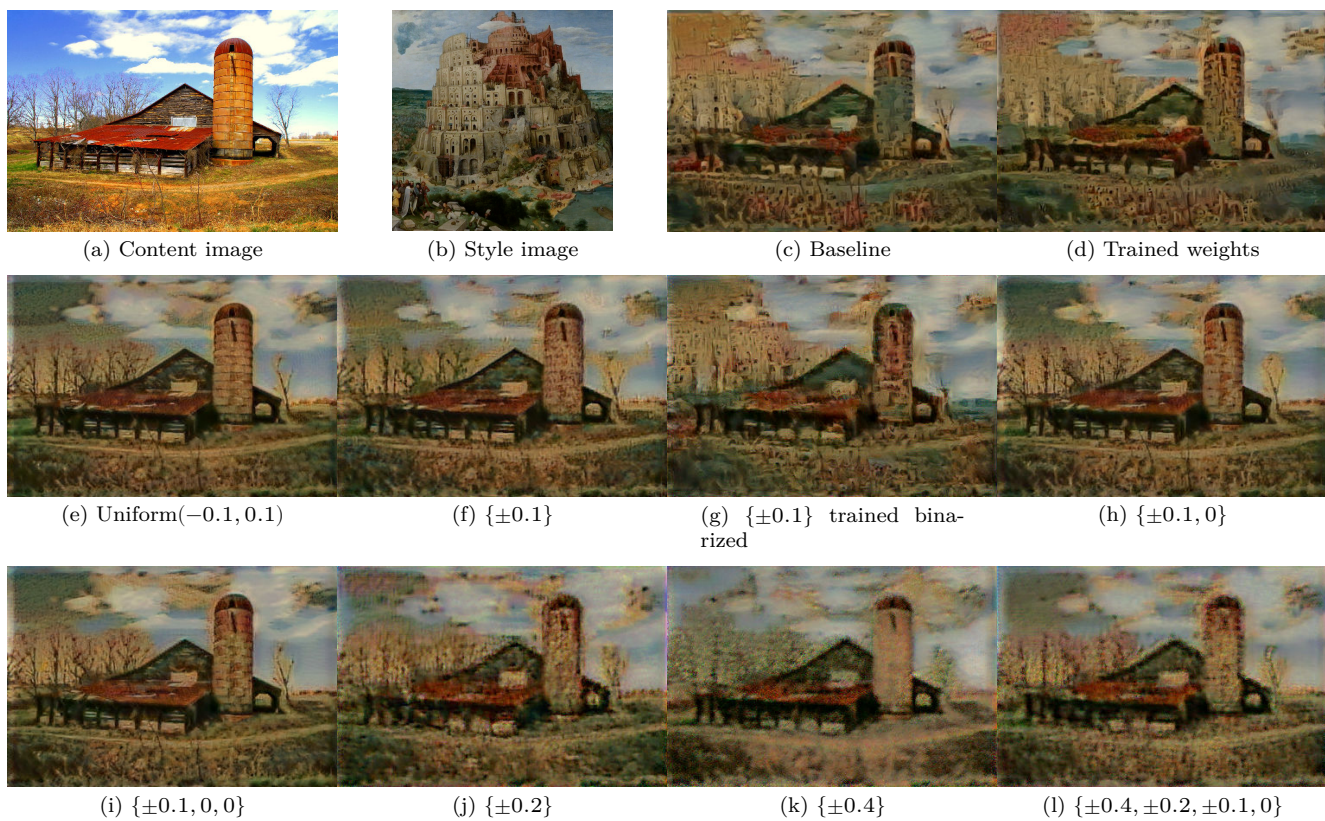 (a) Content image
(b) Style image
(c) Baseline
(d) Trained weights
(e) Uniform(−0.1, 0.1)
(f) {±0.1}
(g) {±0.1} trained bina-
rized
(h) {±0.1, 0}
(i) {±0.1, 0, 0}
(j) {±0.2}
(k) {±0.4}
(l) {±0.4, ±0.2, ±0.1, 0}